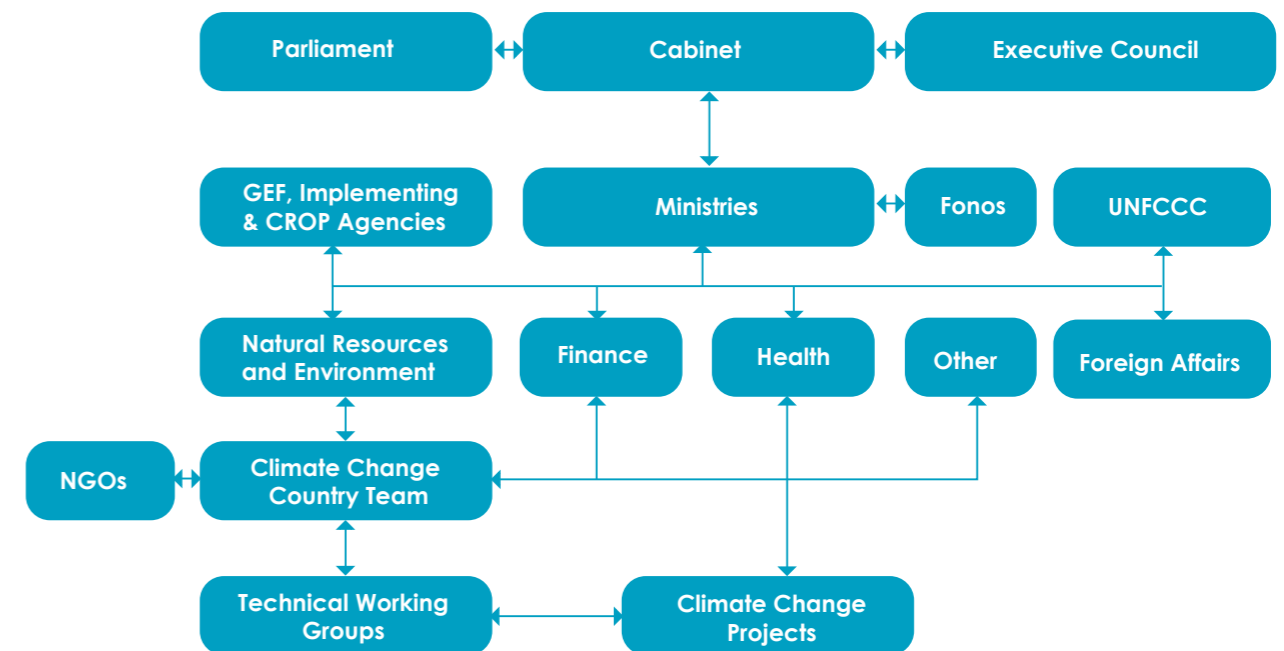 Parliament
Cabinet
Executive Council
GEF, Implementing
& CROP Agencies
Ministries
Fonos
UNFCCC
Natural Resources
and Environment
Finance
Health
Other
Foreign Affairs
NGOs
Climate Change
Country Team
Technical Working
Groups
Climate Change
Projects